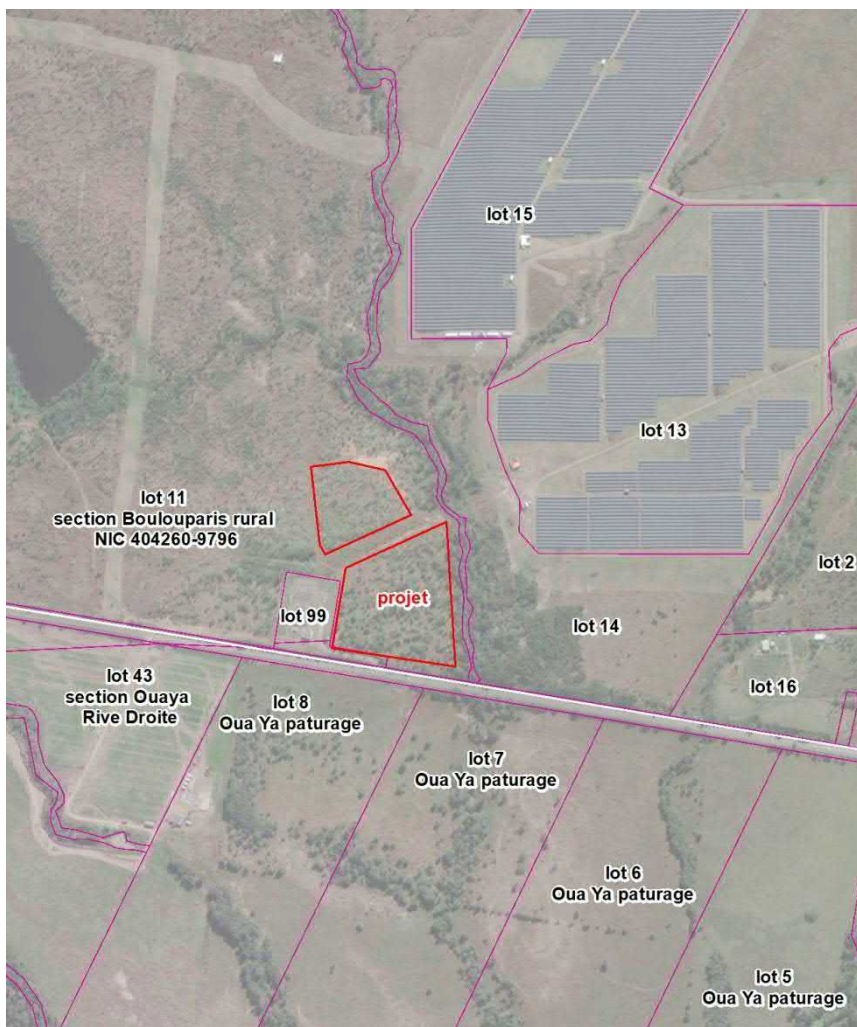 lot 15
lot 13
lot 11
section Boulouparis rural
NIC 404260-9796
lot 2
projet
lot 99
lot 14
lot 43
section Ouaya
Rive Droite
lot 16
lot 8
Oua Ya paturage
lot 7
Oua Ya paturage
lot 6
Oua Ya paturage
lot 5
Oua Ya paturage